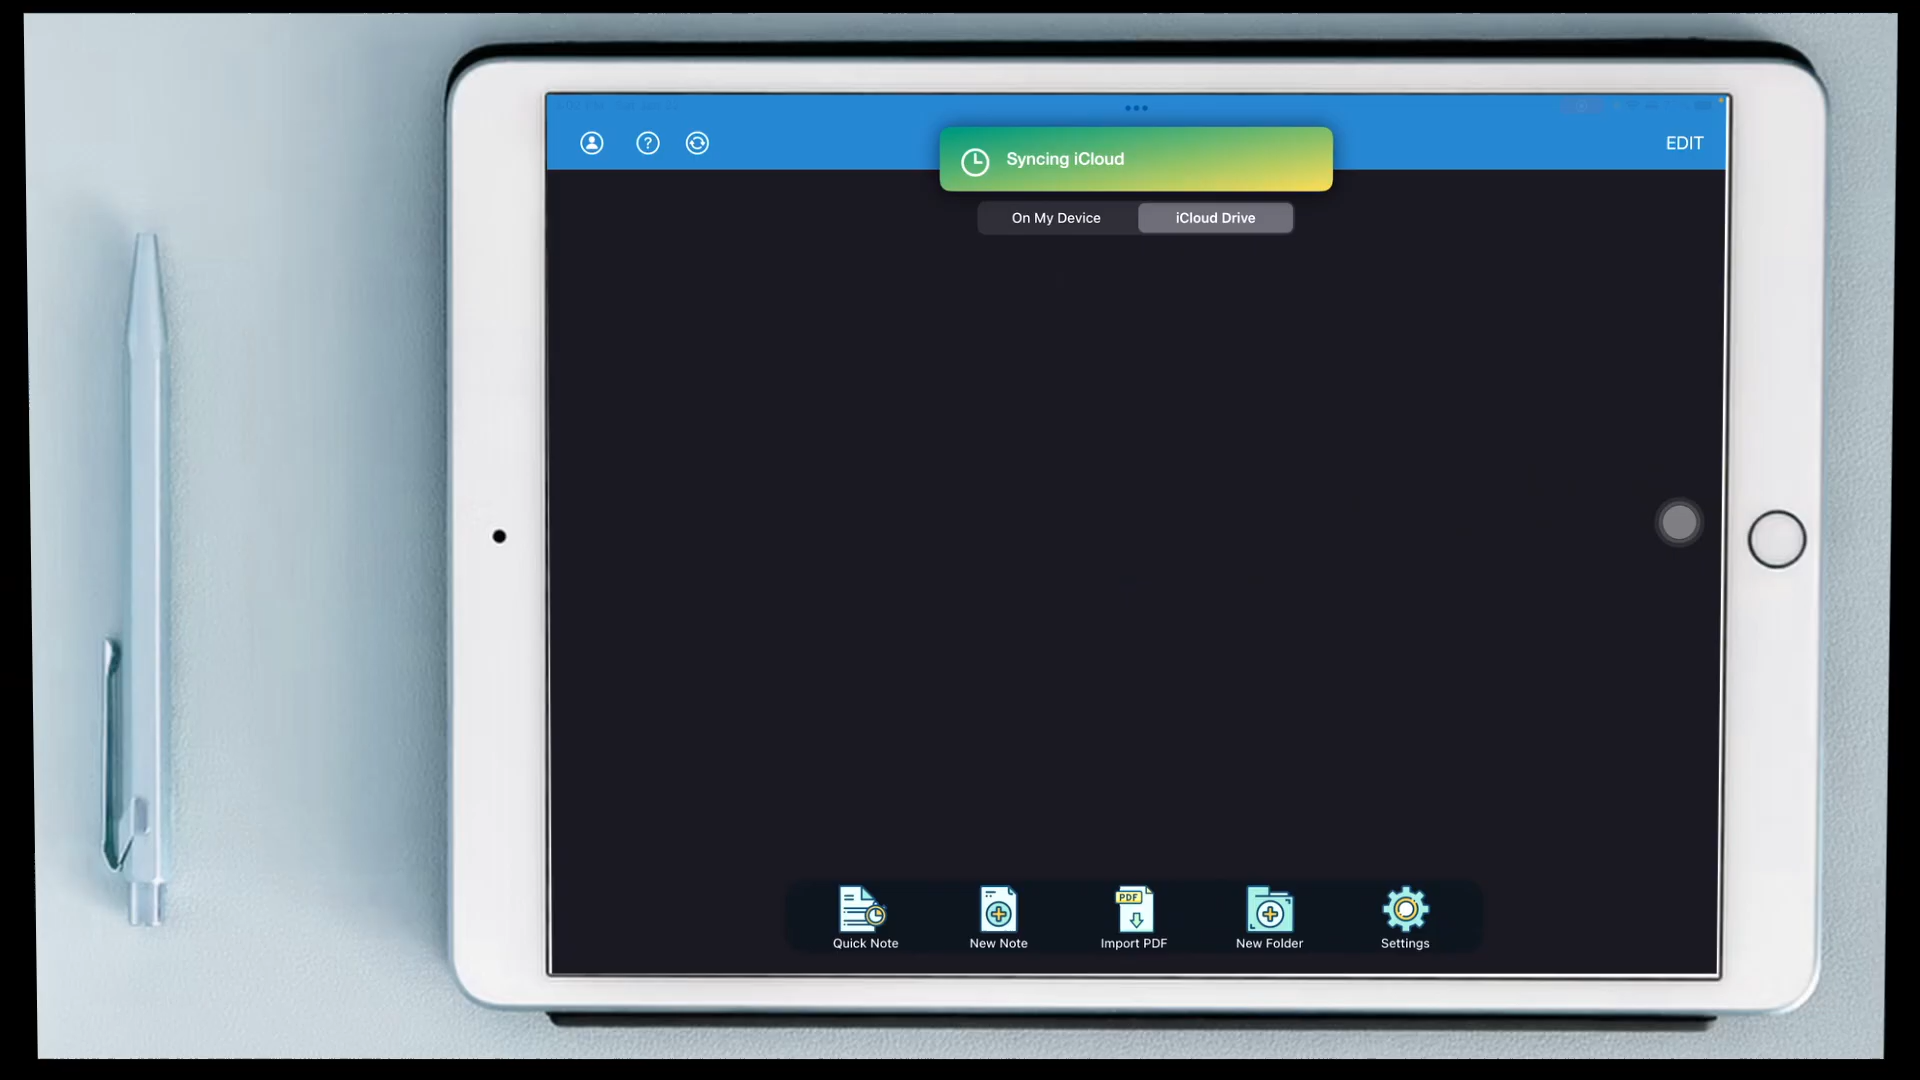 EDIT
Syncing iCloud
On My Device
iCloud Drive
PDF
Quick Note
New Note
Import PDF
New Folder
Settings